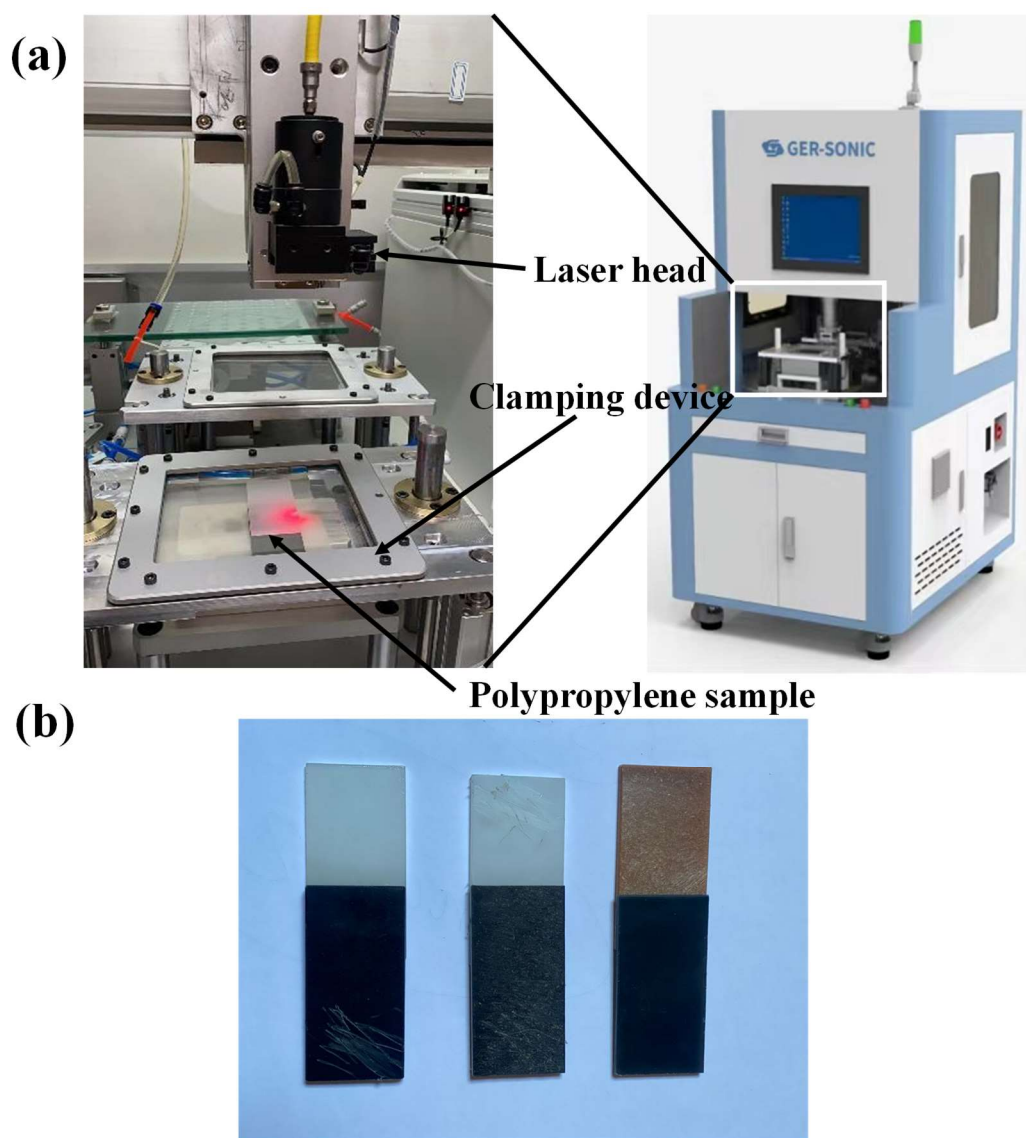 (a)
GER-SONIC
Laser head
Clamping device
Polypropylene sample
(b)